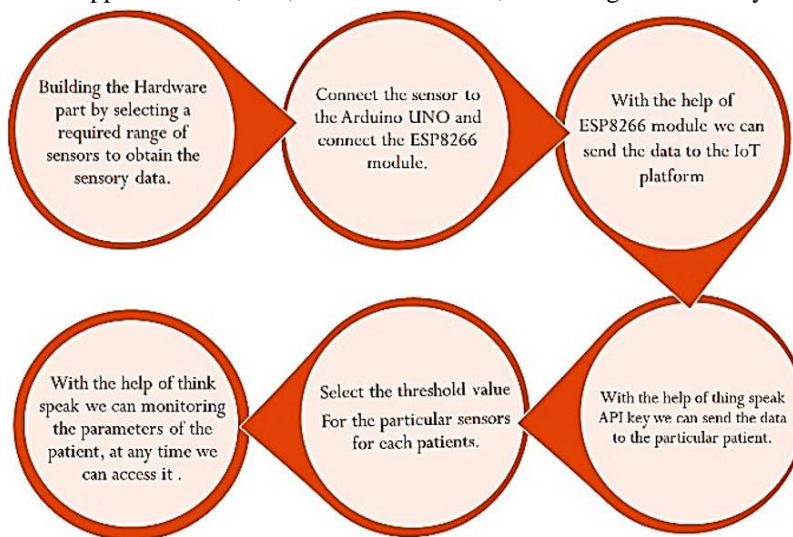 Building the Hardware
part by selecting a
required range of
sensors to obtain the
sensory data.
Connect the sensor to
the Arduino UNO and
connect the ESP8266
module.
With the help of
ESP8266 module we can
send the data to the IoT
platform
With the help of thing speak
API key we can send the data
to the particular patient.
Select the threshold value
For the particular sensors
for each patients.
With the help of think
speak we can monitoring
the parameters of the
patient, at any time we
can access it .